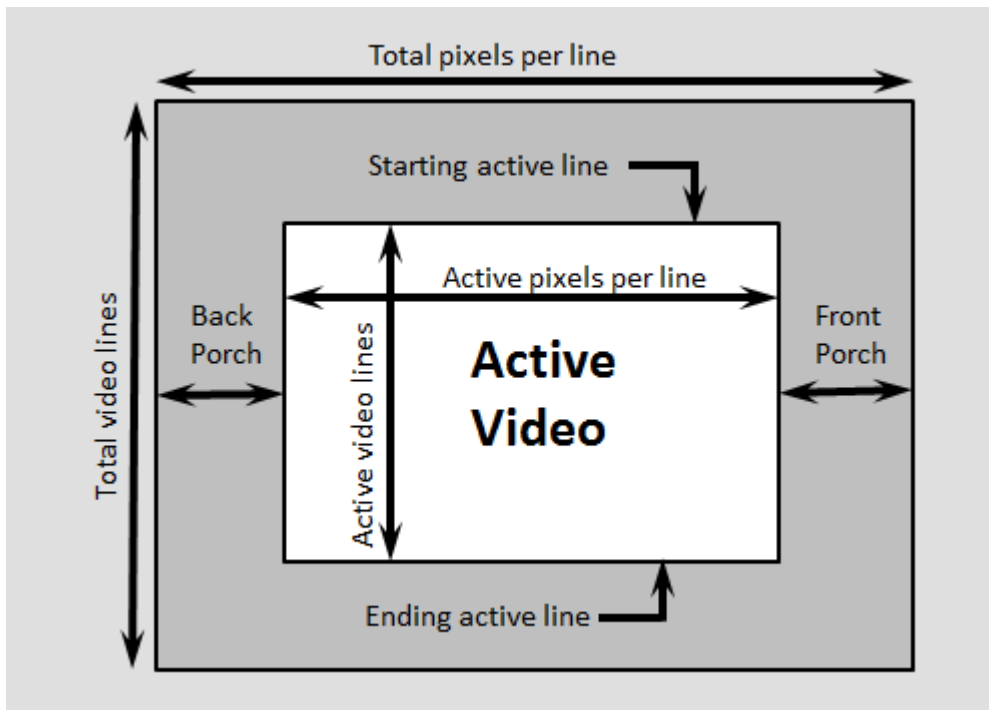 Total pixels per line
Starting active line
Active pixels per line
Back
Porch
Front
Porch
Total video lines
Active video lines
Active
Video
Ending active line